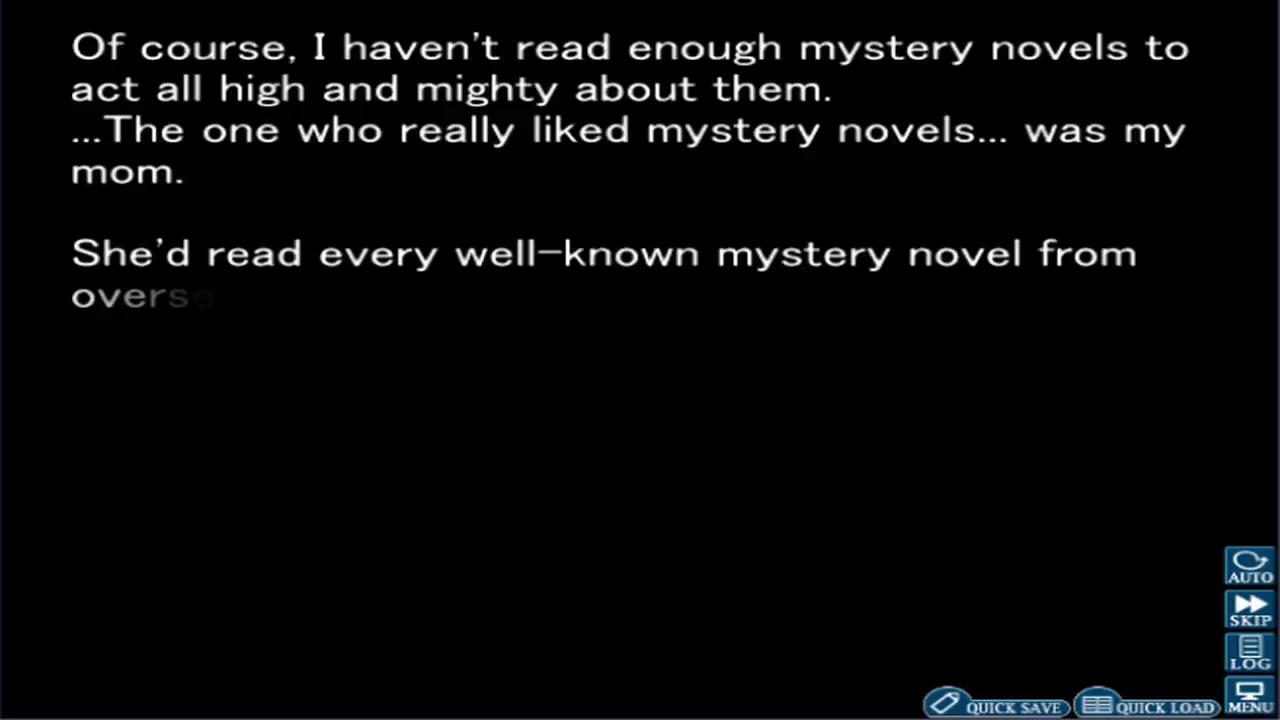 Of course, I haven't read enough mystery novels to
act all high and mighty about them.
...The one who really liked mystery novels... was my
mom.
She'd read every well-known mystery novel from
overse
AUTO
SKIP
LOG
MENU
QUICK SAVE
QUICK LOAD